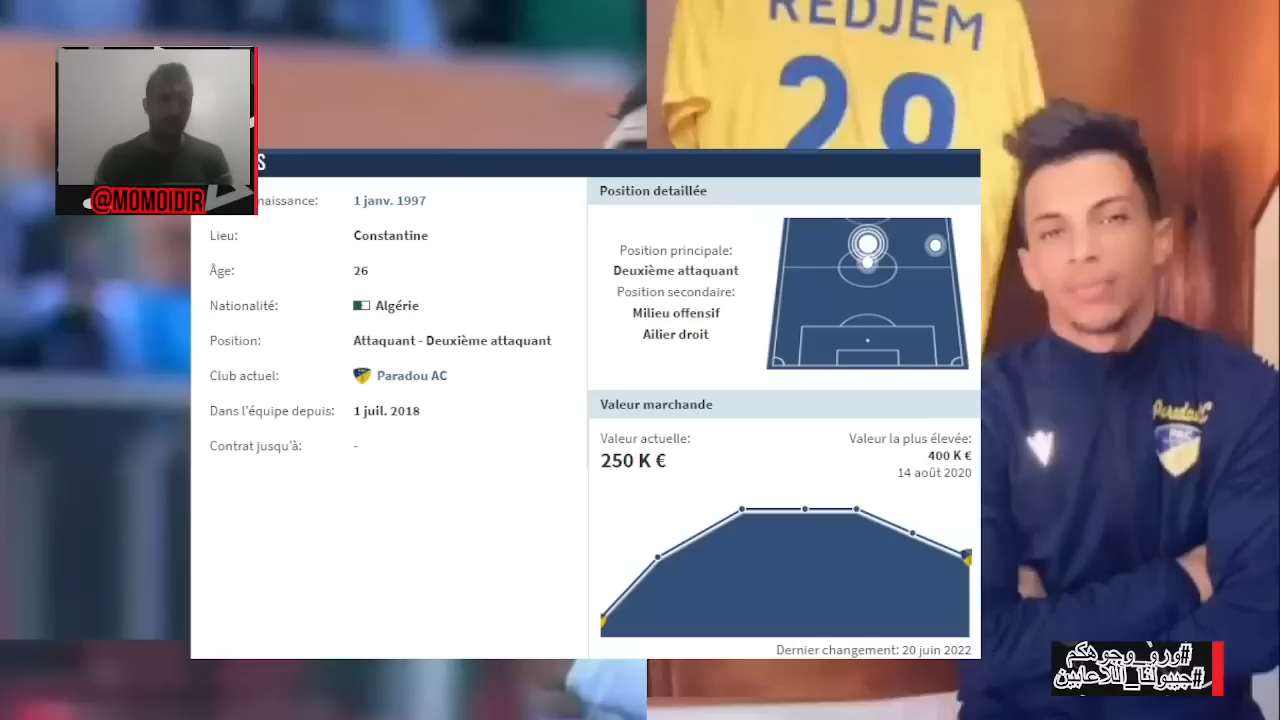 REDJEM
29
S
@MOMOIDIR
naissance: 1 janv. 1997
Lieu: Constantine
Âge: 26
Nationalité: Algérie
Position: Attaquant - Deuxième attaquant
Club actuel: Paradou AC
Dans l'équipe depuis: 1 juil. 2018
Contrat jusqu'à: -
Position detaillée
Position principale:
Deuxième attaquant
Position secondaire:
Milieu offensif
Ailier droit
Valeur marchande
Valeur actuelle:
250 K €
Valeur la plus élevée:
400 K €
14 août 2020
Dernier changement: 20 juin 2022
Paradou AC
PAC
#ورو_وجوهكم
#جيبولنا_اللاعبين